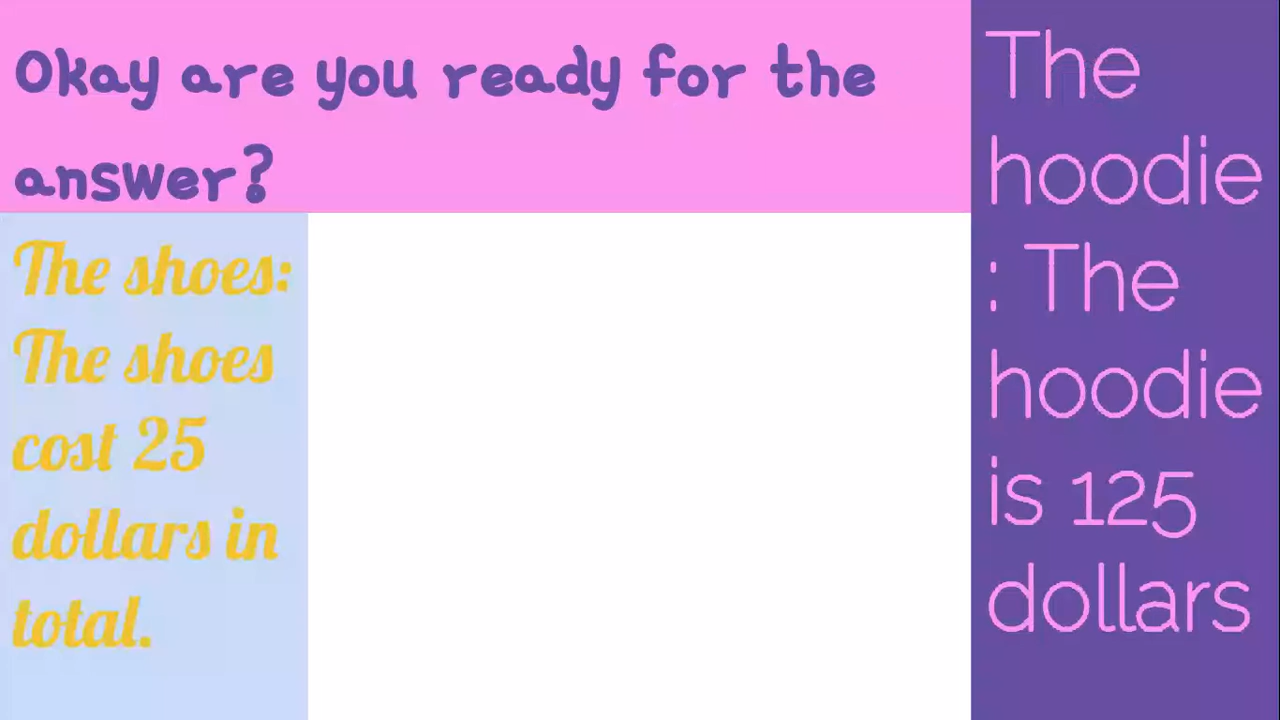 Okay are you ready for the
answer?
The shoes:
The shoes
cost 25
dollars in
total.
The
hoodie
: The
hoodie
is 125
dollars